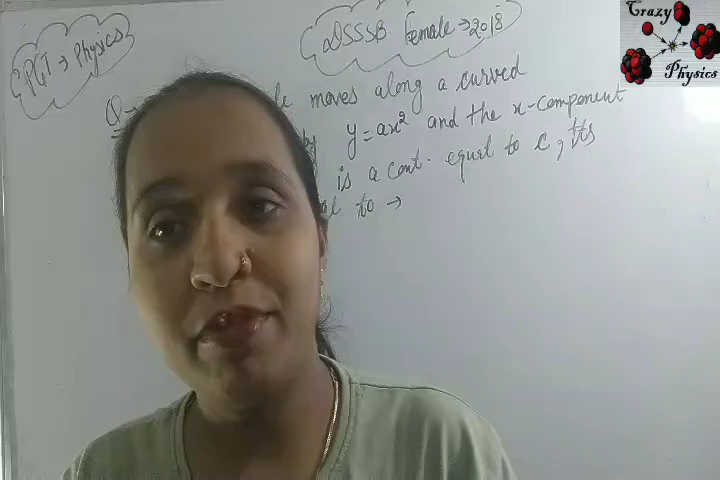 PGT → Physics
DSSSB Female → 2018
Crazy
Physics
Q → moves along a curved
y = ax² and the x-component
is a cont. equal to c, its
to →